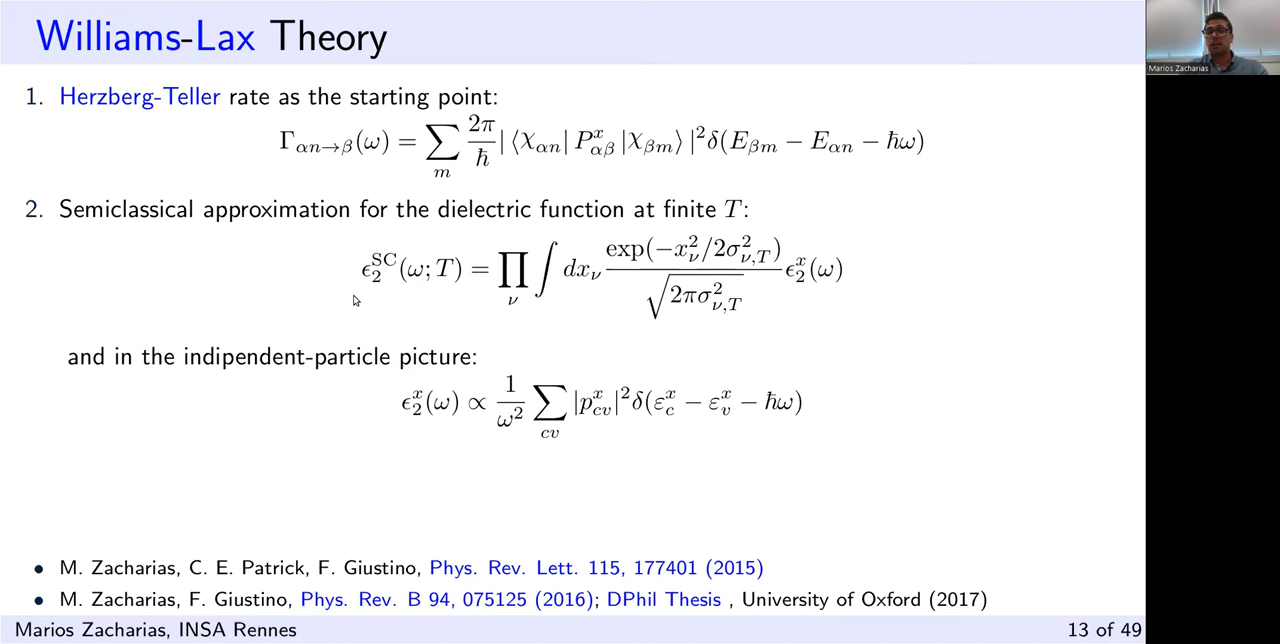 Williams-Lax Theory
Marios Zacharias
1. Herzberg-Teller rate as the starting point:
Γ_{αn→β}(ω) = ∑_m 2π/ħ |⟨χ_{αn}| P^x_{αβ} |χ_{βm}⟩|² δ(E_{βm} − E_{αn} − ħω)
2. Semiclassical approximation for the dielectric function at finite T:
ϵ_2^{SC}(ω; T) = ∏_ν ∫ dx_ν exp(−x_ν²/2σ²_{ν,T}) / √(2πσ²_{ν,T}) ϵ_2^x(ω)
and in the indipendent-particle picture:
ϵ_2^x(ω) ∝ 1/ω² ∑_{cv} |p^x_{cv}|² δ(ε^x_c − ε^x_v − ħω)
• M. Zacharias, C. E. Patrick, F. Giustino, Phys. Rev. Lett. 115, 177401 (2015)
• M. Zacharias, F. Giustino, Phys. Rev. B 94, 075125 (2016); DPhil Thesis , University of Oxford (2017)
Marios Zacharias, INSA Rennes
13 of 49